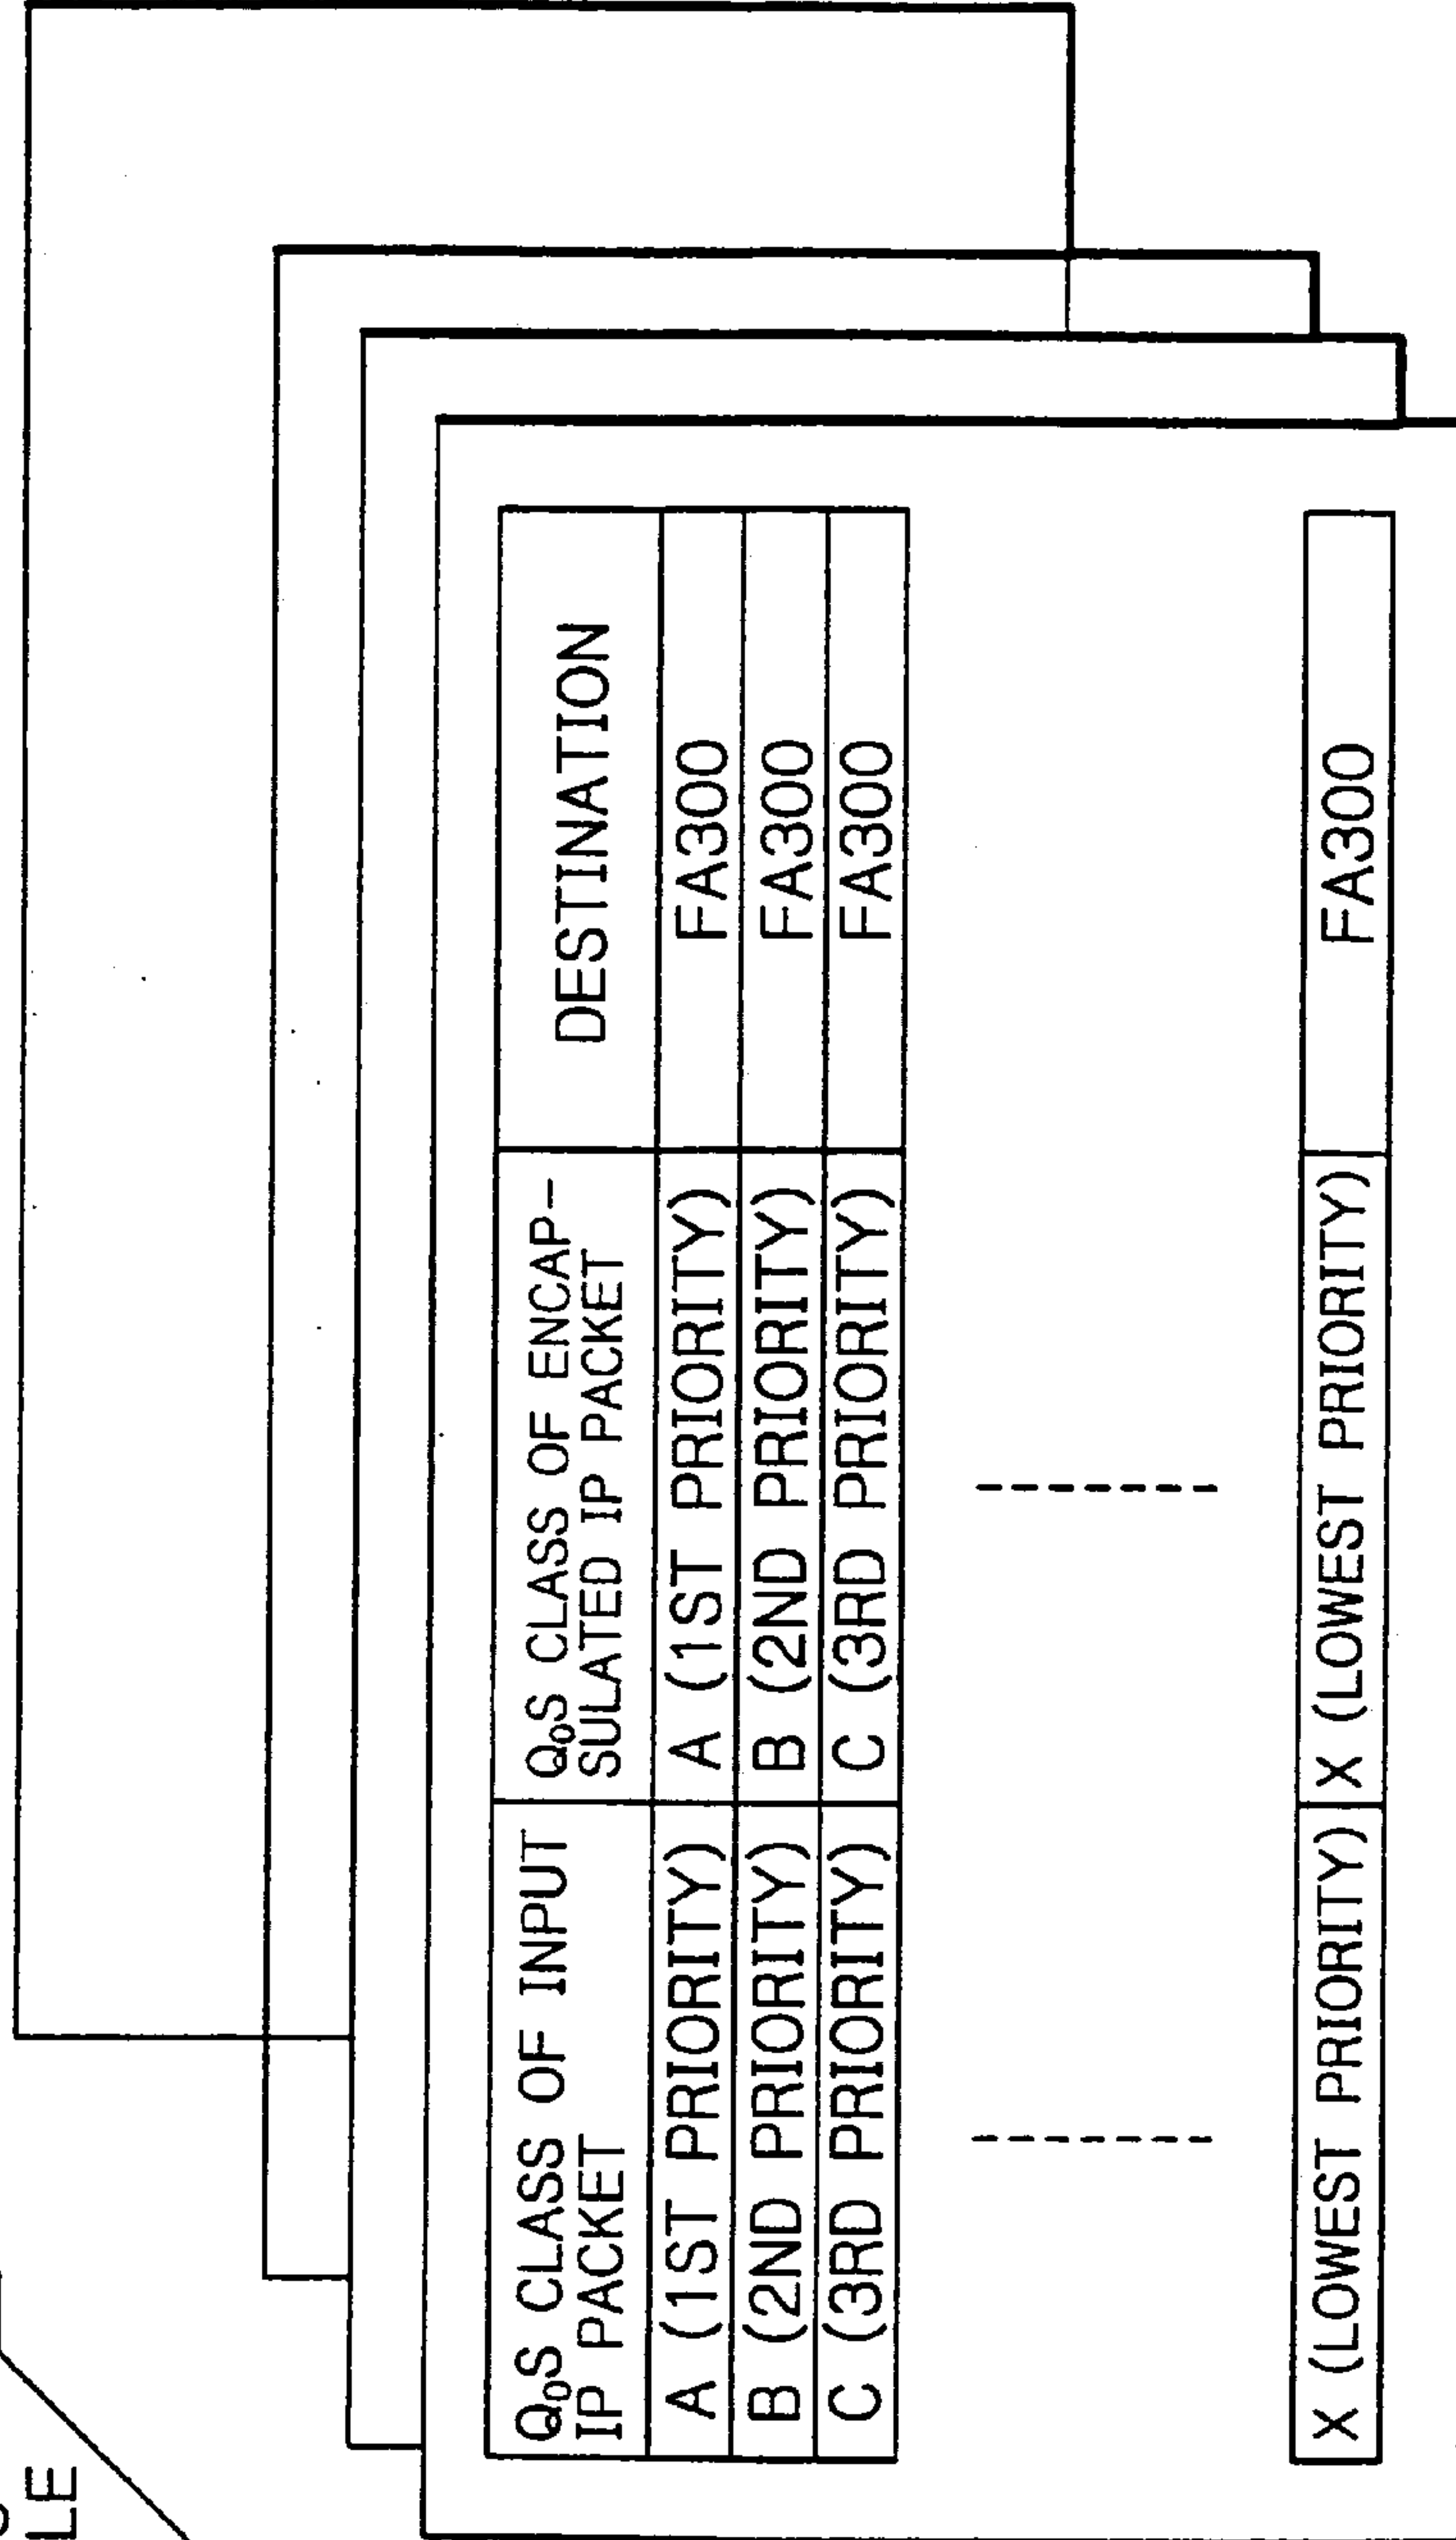 LE
QoS CLASS OF INPUT
IP PACKET
QoS CLASS OF ENCAP-
SULATED IP PACKET
DESTINATION
A (1ST PRIORITY) A (1ST PRIORITY) FA300
B (2ND PRIORITY) B (2ND PRIORITY) FA300
C (3RD PRIORITY) C (3RD PRIORITY) FA300
X (LOWEST PRIORITY) X (LOWEST PRIORITY) FA300